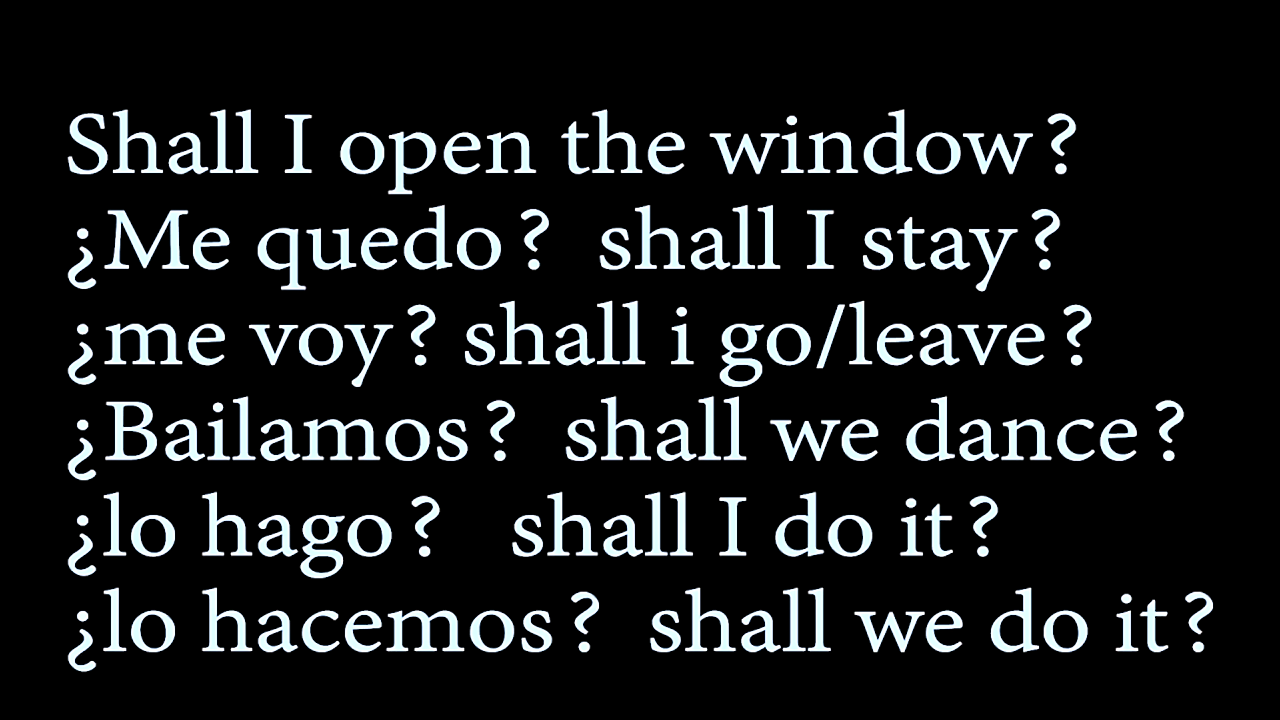 Shall I open the window?
¿Me quedo? shall I stay?
¿me voy? shall i go/leave?
¿Bailamos? shall we dance?
¿lo hago? shall I do it?
¿lo hacemos? shall we do it?